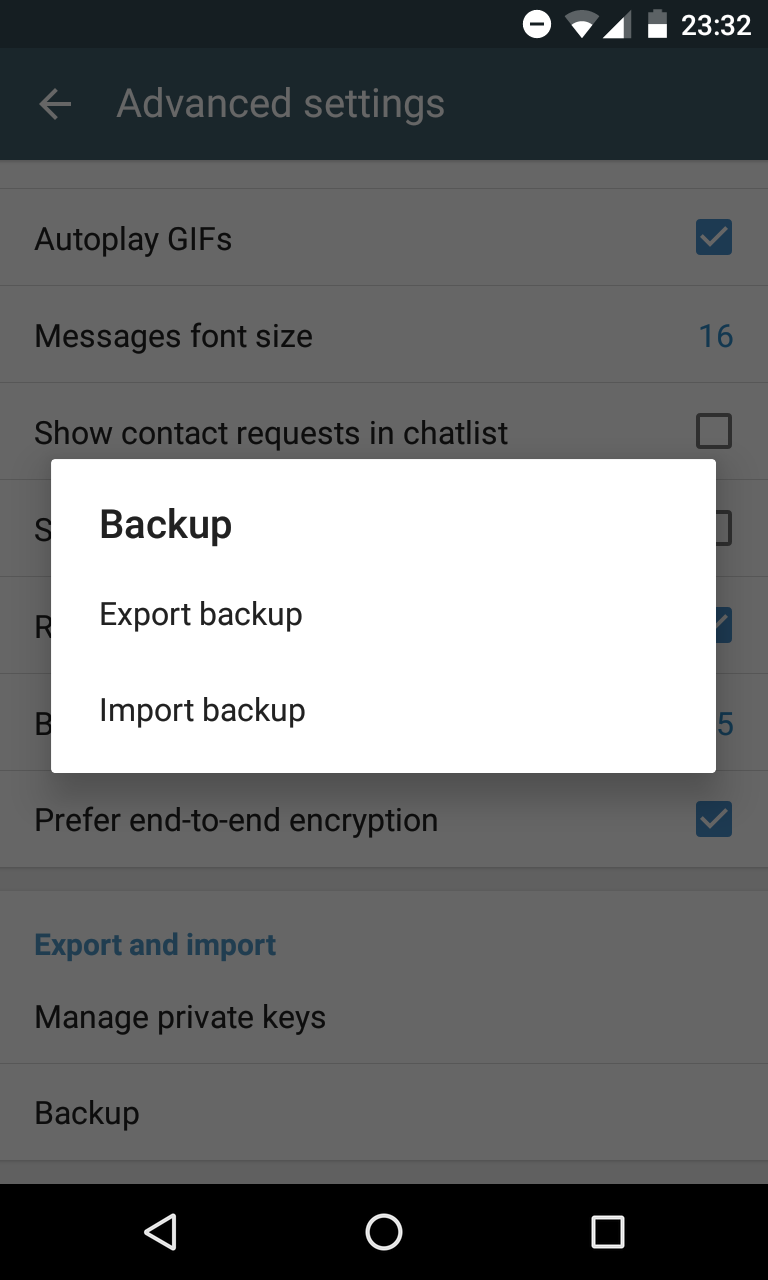 23:32
Advanced settings
Autoplay GIFs
Messages font size 16
Show contact requests in chatlist
S
Backup
Export backup
R
Import backup
B 5
Prefer end-to-end encryption
Export and import
Manage private keys
Backup